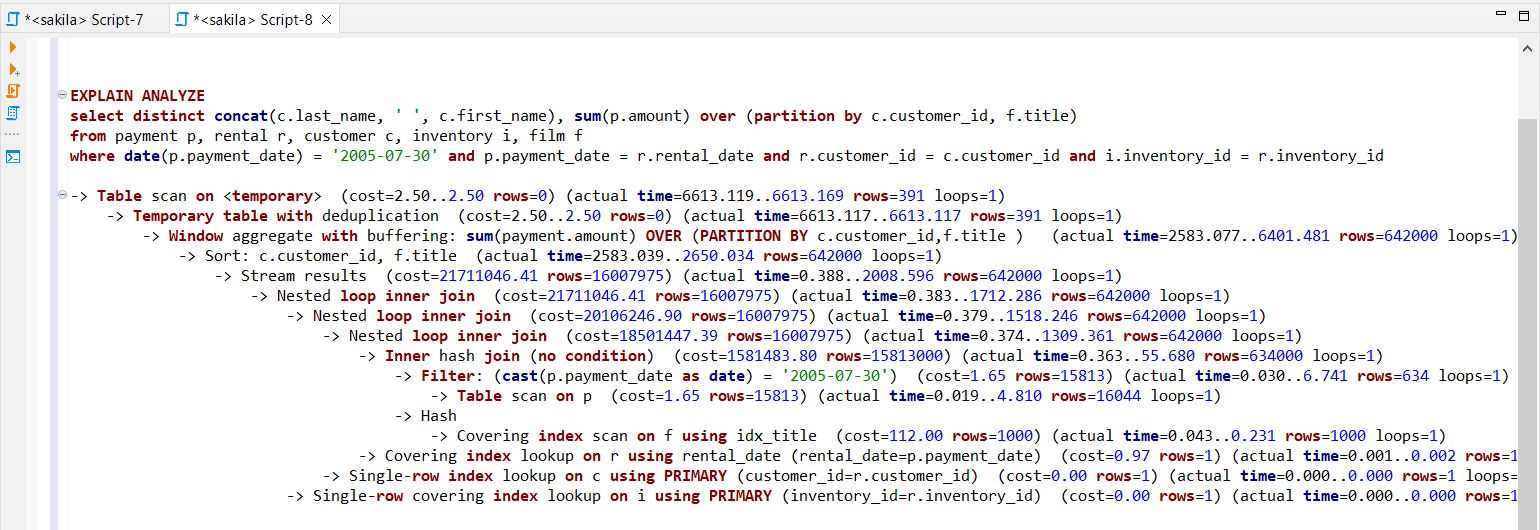 *<sakila> Script-7
*<sakila> Script-8
EXPLAIN ANALYZE
select distinct concat(c.last_name, ' ', c.first_name), sum(p.amount) over (partition by c.customer_id, f.title)
from payment p, rental r, customer c, inventory i, film f
where date(p.payment_date) = '2005-07-30' and p.payment_date = r.rental_date and r.customer_id = c.customer_id and i.inventory_id = r.inventory_id
-> Table scan on <temporary>  (cost=2.50..2.50 rows=0) (actual time=6613.119..6613.169 rows=391 loops=1)
-> Temporary table with deduplication  (cost=2.50..2.50 rows=0) (actual time=6613.117..6613.117 rows=391 loops=1)
-> Window aggregate with buffering: sum(payment.amount) OVER (PARTITION BY c.customer_id,f.title )   (actual time=2583.077..6401.481 rows=642000 loops=1)
-> Sort: c.customer_id, f.title  (actual time=2583.039..2650.034 rows=642000 loops=1)
-> Stream results  (cost=21711046.41 rows=16007975) (actual time=0.388..2008.596 rows=642000 loops=1)
-> Nested loop inner join  (cost=21711046.41 rows=16007975) (actual time=0.383..1712.286 rows=642000 loops=1)
-> Nested loop inner join  (cost=20106246.90 rows=16007975) (actual time=0.379..1518.246 rows=642000 loops=1)
-> Nested loop inner join  (cost=18501447.39 rows=16007975) (actual time=0.374..1309.361 rows=642000 loops=1)
-> Inner hash join (no condition)  (cost=1581483.80 rows=15813000) (actual time=0.363..55.680 rows=634000 loops=1)
-> Filter: (cast(p.payment_date as date) = '2005-07-30')  (cost=1.65 rows=15813) (actual time=0.030..6.741 rows=634 loops=1)
-> Table scan on p  (cost=1.65 rows=15813) (actual time=0.019..4.810 rows=16044 loops=1)
-> Hash
-> Covering index scan on f using idx_title  (cost=112.00 rows=1000) (actual time=0.043..0.231 rows=1000 loops=1)
-> Covering index lookup on r using rental_date (rental_date=p.payment_date)  (cost=0.97 rows=1) (actual time=0.001..0.002 rows=1
-> Single-row index lookup on c using PRIMARY (customer_id=r.customer_id)  (cost=0.00 rows=1) (actual time=0.000..0.000 rows=1 loops=
-> Single-row covering index lookup on i using PRIMARY (inventory_id=r.inventory_id)  (cost=0.00 rows=1) (actual time=0.000..0.000 rows=1